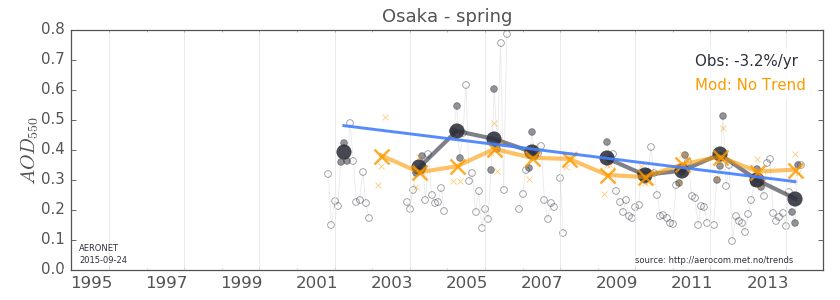 Osaka - spring
0.8
0.7
0.6
0.5
0.4
0.3
0.2
0.1
0.0
AOD550
Obs: -3.2%/yr
Mod: No Trend
AERONET
2015-09-24
source: http://aerocom.met.no/trends
1995 1997 1999 2001 2003 2005 2007 2009 2011 2013